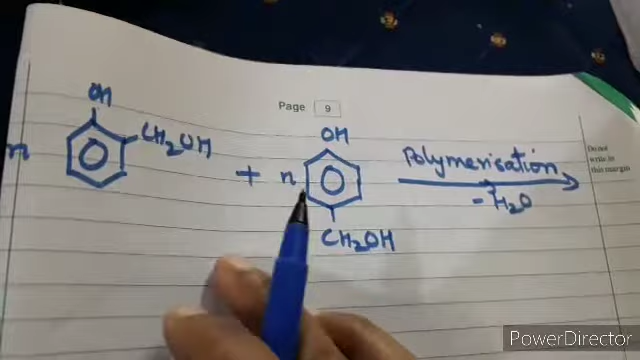 Page 9
Do not
write in
this margin
OH
n CH2OH
+ n
OH
CH2OH
Polymerisation
- H2O
PowerDirector